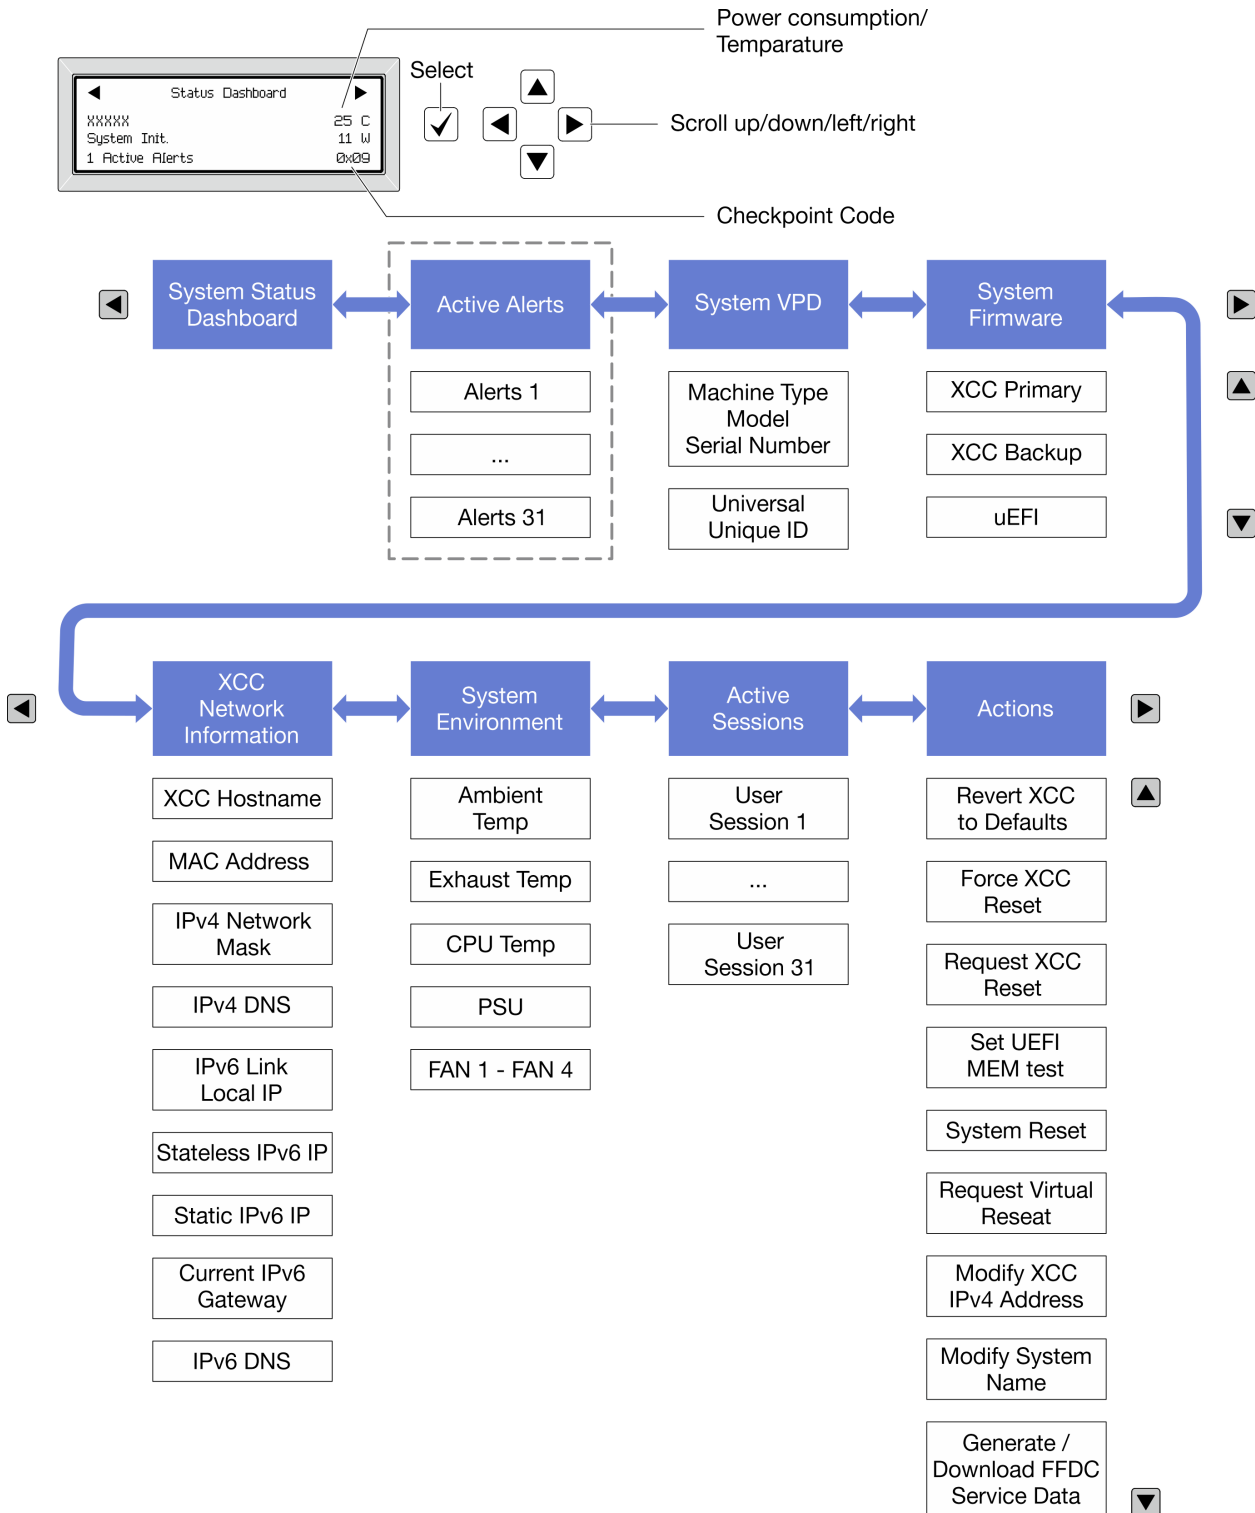 Power consumption/
Temparature
Select
Status Dashboard
XXXXX
25 C
System Init.
11 W
1 Active Alerts
0x09
Scroll up/down/left/right
Checkpoint Code
System Status
Dashboard
Active Alerts
System VPD
System
Firmware
Alerts 1
...
Alerts 31
Machine Type
Model
Serial Number
Universal
Unique ID
XCC Primary
XCC Backup
uEFI
XCC
Network
Information
System
Environment
Active
Sessions
Actions
XCC Hostname
MAC Address
IPv4 Network
Mask
IPv4 DNS
IPv6 Link
Local IP
Stateless IPv6 IP
Static IPv6 IP
Current IPv6
Gateway
IPv6 DNS
Ambient
Temp
Exhaust Temp
CPU Temp
PSU
FAN 1 - FAN 4
User
Session 1
...
User
Session 31
Revert XCC
to Defaults
Force XCC
Reset
Request XCC
Reset
Set UEFI
MEM test
System Reset
Request Virtual
Reseat
Modify XCC
IPv4 Address
Modify System
Name
Generate /
Download FFDC
Service Data